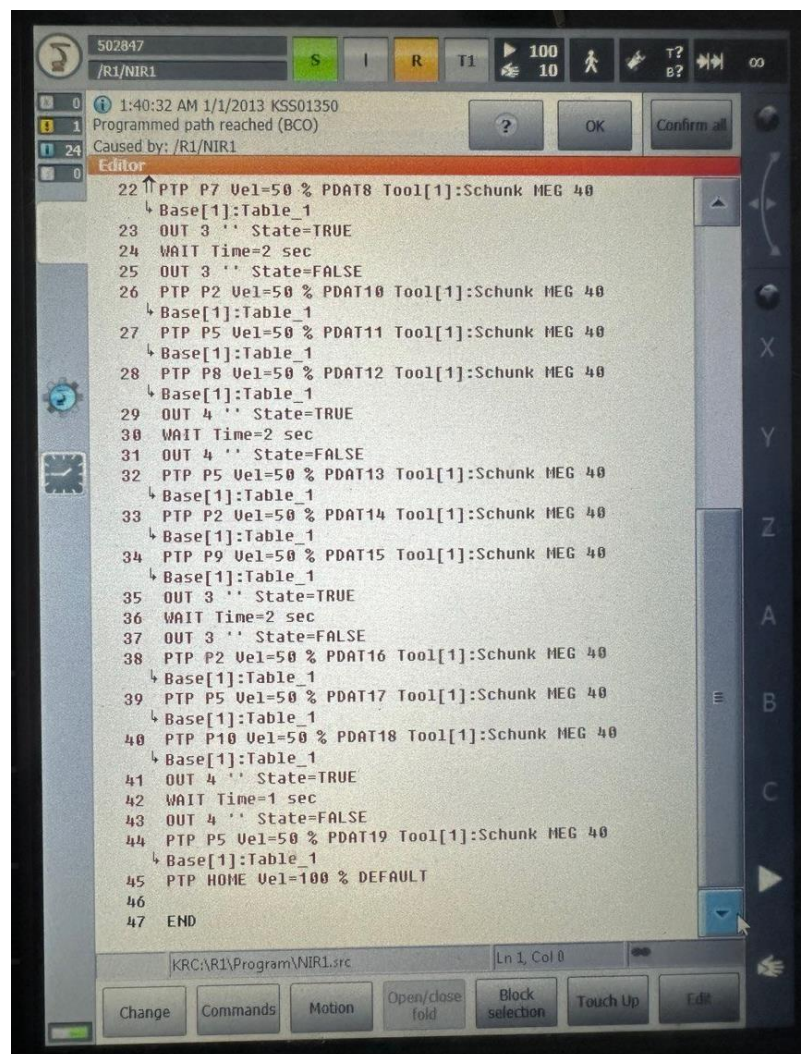 502847
/R1/NIR1
S I R T1 100 10 T? B? ∞
0 1:40:32 AM 1/1/2013 KSS01350
1 Programmed path reached (BCO)
24 Caused by: /R1/NIR1
0
? OK Confirm all
Editor
22 PTP P7 Vel=50 % PDAT8 Tool[1]:Schunk MEG 40
↳ Base[1]:Table_1
23 OUT 3 '' State=TRUE
24 WAIT Time=2 sec
25 OUT 3 '' State=FALSE
26 PTP P2 Vel=50 % PDAT10 Tool[1]:Schunk MEG 40
↳ Base[1]:Table_1
27 PTP P5 Vel=50 % PDAT11 Tool[1]:Schunk MEG 40
↳ Base[1]:Table_1
28 PTP P8 Vel=50 % PDAT12 Tool[1]:Schunk MEG 40
↳ Base[1]:Table_1
29 OUT 4 '' State=TRUE
30 WAIT Time=2 sec
31 OUT 4 '' State=FALSE
32 PTP P5 Vel=50 % PDAT13 Tool[1]:Schunk MEG 40
↳ Base[1]:Table_1
33 PTP P2 Vel=50 % PDAT14 Tool[1]:Schunk MEG 40
↳ Base[1]:Table_1
34 PTP P9 Vel=50 % PDAT15 Tool[1]:Schunk MEG 40
↳ Base[1]:Table_1
35 OUT 3 '' State=TRUE
36 WAIT Time=2 sec
37 OUT 3 '' State=FALSE
38 PTP P2 Vel=50 % PDAT16 Tool[1]:Schunk MEG 40
↳ Base[1]:Table_1
39 PTP P5 Vel=50 % PDAT17 Tool[1]:Schunk MEG 40
↳ Base[1]:Table_1
40 PTP P10 Vel=50 % PDAT18 Tool[1]:Schunk MEG 40
↳ Base[1]:Table_1
41 OUT 4 '' State=TRUE
42 WAIT Time=1 sec
43 OUT 4 '' State=FALSE
44 PTP P5 Vel=50 % PDAT19 Tool[1]:Schunk MEG 40
↳ Base[1]:Table_1
45 PTP HOME Vel=100 % DEFAULT
46
47 END
X
Y
Z
A
B
C
KRC:\R1\Program\NIR1.src Ln 1, Col 0
Change Commands Motion Open/close fold Block selection Touch Up Edit